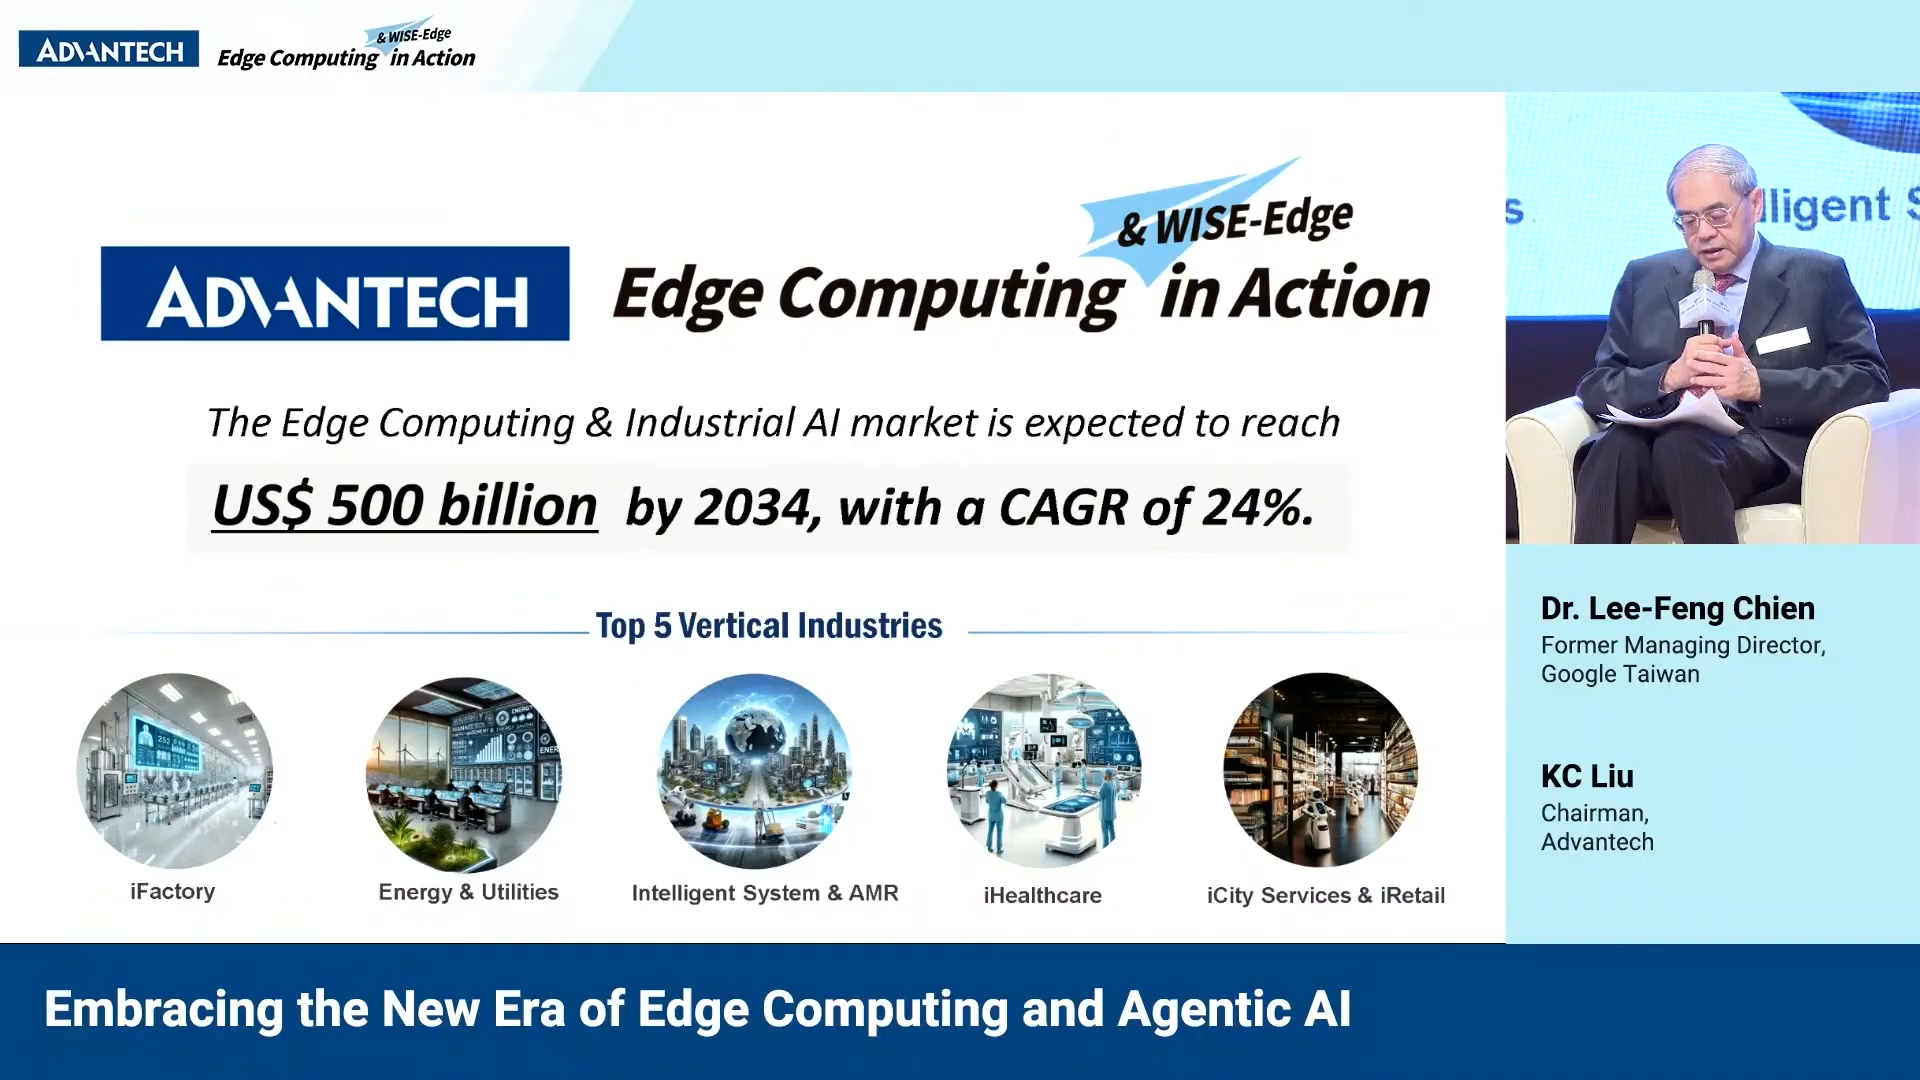 ADVANTECH
Edge Computing & WISE-Edge in Action
ADVANTECH
& WISE-Edge
Edge Computing in Action
The Edge Computing & Industrial AI market is expected to reach
US$ 500 billion by 2034, with a CAGR of 24%.
Top 5 Vertical Industries
iFactory
Energy & Utilities
Intelligent System & AMR
iHealthcare
iCity Services & iRetail
s
lligent S
Dr. Lee-Feng Chien
Former Managing Director,
Google Taiwan
KC Liu
Chairman,
Advantech
Embracing the New Era of Edge Computing and Agentic AI